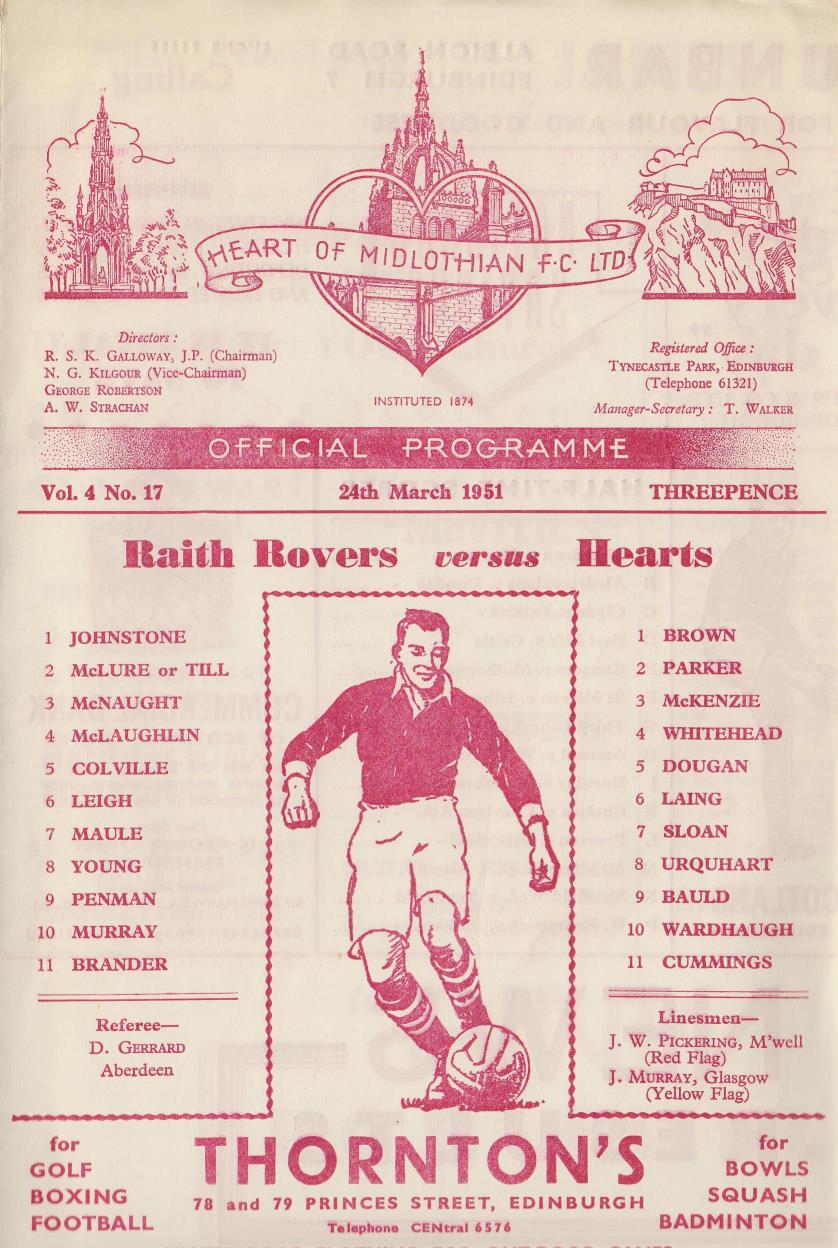 HEART OF MIDLOTHIAN F.C. LTD
Directors :
R. S. K. GALLOWAY, J.P. (Chairman)
N. G. KILGOUR (Vice-Chairman)
GEORGE ROBERTSON
A. W. STRACHAN
INSTITUTED 1874
Registered Office :
TYNECASTLE PARK, EDINBURGH
(Telephone 61321)
Manager-Secretary : T. WALKER
OFFICIAL PROGRAMME
Vol. 4 No. 17 24th March 1951 THREEPENCE
Raith Rovers versus Hearts
1 JOHNSTONE
2 McLURE or TILL
3 McNAUGHT
4 McLAUGHLIN
5 COLVILLE
6 LEIGH
7 MAULE
8 YOUNG
9 PENMAN
10 MURRAY
11 BRANDER
Referee—
D. GERRARD
Aberdeen
1 BROWN
2 PARKER
3 McKENZIE
4 WHITEHEAD
5 DOUGAN
6 LAING
7 SLOAN
8 URQUHART
9 BAULD
10 WARDHAUGH
11 CUMMINGS
Linesmen—
J. W. PICKERING, M'well
(Red Flag)
J. MURRAY, Glasgow
(Yellow Flag)
for
GOLF
BOXING
FOOTBALL
THORNTON'S
78 and 79 PRINCES STREET, EDINBURGH
Telephone CENtral 6576
for
BOWLS
SQUASH
BADMINTON